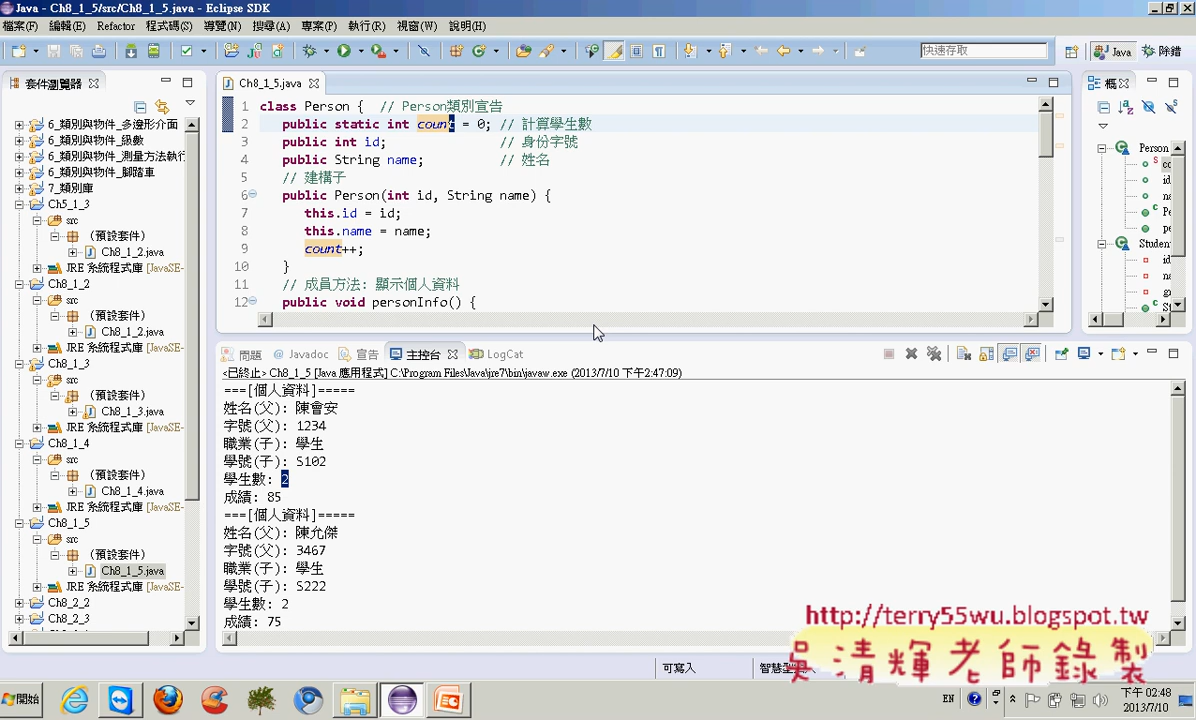 Java - Ch8_1_5/src/Ch8_1_5.java - Eclipse SDK
檔案(F) 編輯(E) Refactor 程式碼(S) 導覽(N) 搜尋(A) 專案(P) 執行(R) 視窗(W) 說明(H)
快速存取
Java
除錯
套件瀏覽器
6_類別與物件_多邊形介面
6_類別與物件_級數
6_類別與物件_測量方法執行
6_類別與物件_腳踏車
7_類別庫
Ch5_1_3
src
(預設套件)
Ch8_1_2.java
JRE 系統程式庫 [JavaSE-
Ch8_1_2
src
(預設套件)
Ch8_1_2.java
JRE 系統程式庫 [JavaSE-
Ch8_1_3
src
(預設套件)
Ch8_1_3.java
JRE 系統程式庫 [JavaSE-
Ch8_1_4
src
(預設套件)
Ch8_1_4.java
JRE 系統程式庫 [JavaSE-
Ch8_1_5
src
(預設套件)
Ch8_1_5.java
JRE 系統程式庫 [JavaSE-
Ch8_2_2
Ch8_2_3
Ch8_1_5.java
1 class Person { // Person類別宣告
2 public static int count = 0; // 計算學生數
3 public int id; // 身份字號
4 public String name; // 姓名
5 // 建構子
6 public Person(int id, String name) {
7 this.id = id;
8 this.name = name;
9 count++;
10 }
11 // 成員方法: 顯示個人資料
12 public void personInfo() {
概
Person
co
id
na
Pe
pe
Student
id
na
St
問題 @ Javadoc 宣告 主控台 LogCat
<已終止> Ch8_1_5 [Java 應用程式] C:\Program Files\Java\jre7\bin\javaw.exe (2013/7/10 下午2:47:09)
===[個人資料]=====
姓名(父): 陳會安
字號(父): 1234
職業(子): 學生
學號(子): S102
學生數: 2
成績: 85
===[個人資料]=====
姓名(父): 陳允傑
字號(父): 3467
職業(子): 學生
學號(子): S222
學生數: 2
成績: 75
http://terry55wu.blogspot.tw
吳清輝老師錄製
可寫入
開始
EN
下午 02:48
2013/7/10